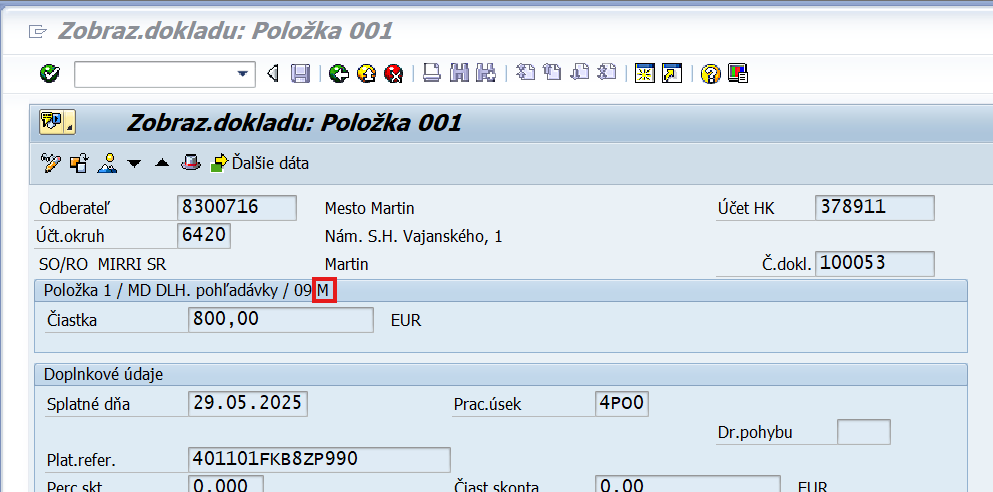 Zobraz.dokladu: Položka 001
Zobraz.dokladu: Položka 001
Ďalšie dáta
Odberateľ 8300716 Mesto Martin Účet HK 378911
Účt.okruh 6420 Nám. S.H. Vajanského, 1
SO/RO MIRRI SR Martin Č.dokl. 100053
Položka 1 / MD DLH. pohľadávky / 09 M
Čiastka 800,00 EUR
Doplnkové údaje
Splatné dňa 29.05.2025 Prac.úsek 4PO0
Dr.pohybu
Plat.refer. 401101FKB8ZP990
Perc.skt 0,000 Čiast.skonta 0,00 EUR